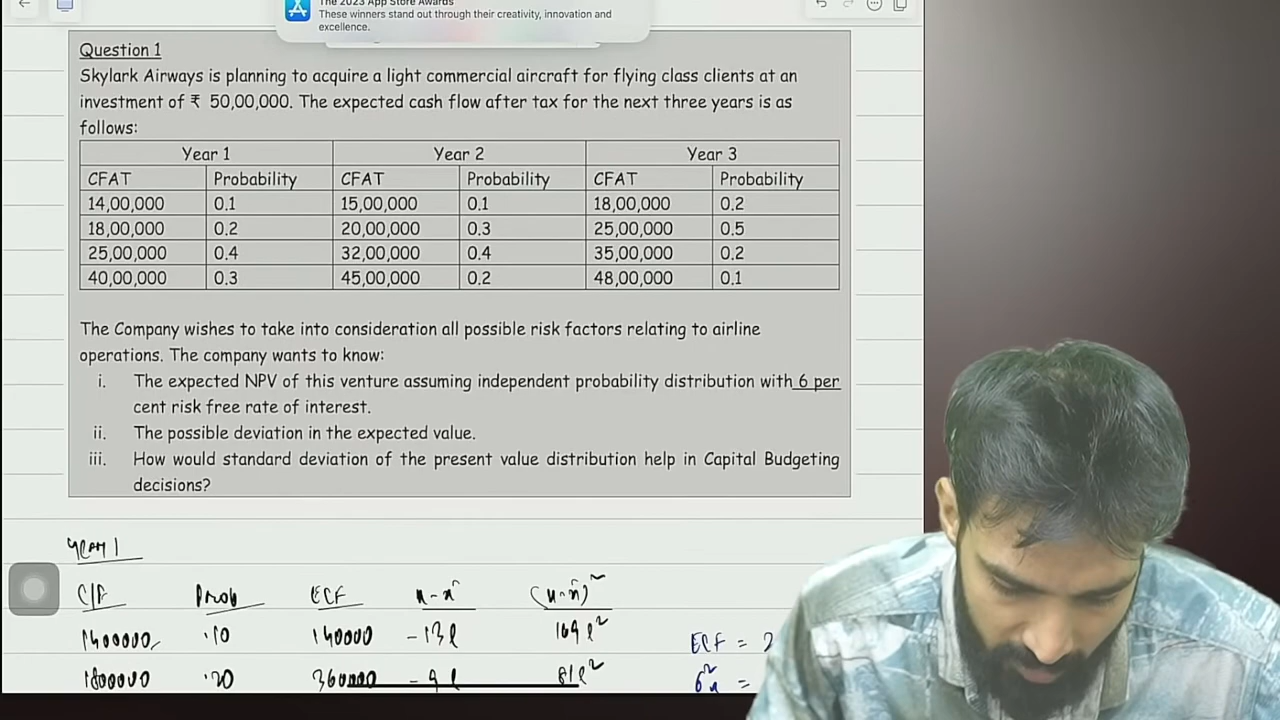 The 2023 App Store Awards
These winners stand out through their creativity, innovation and
excellence.
Question 1
Skylark Airways is planning to acquire a light commercial aircraft for flying class clients at an
investment of ₹ 50,00,000. The expected cash flow after tax for the next three years is as
follows:
Year 1 Year 2 Year 3
CFAT Probability CFAT Probability CFAT Probability
14,00,000 0.1 15,00,000 0.1 18,00,000 0.2
18,00,000 0.2 20,00,000 0.3 25,00,000 0.5
25,00,000 0.4 32,00,000 0.4 35,00,000 0.2
40,00,000 0.3 45,00,000 0.2 48,00,000 0.1
The Company wishes to take into consideration all possible risk factors relating to airline
operations. The company wants to know:
i. The expected NPV of this venture assuming independent probability distribution with 6 per
cent risk free rate of interest.
ii. The possible deviation in the expected value.
iii. How would standard deviation of the present value distribution help in Capital Budgeting
decisions?
Year 1
C/F Prob ECF x-x̄ (x-x̄)²
1400000 .10 140000 -13l 169l² ECF = 2
1800000 .20 360000 -9l 81l² σ²x =